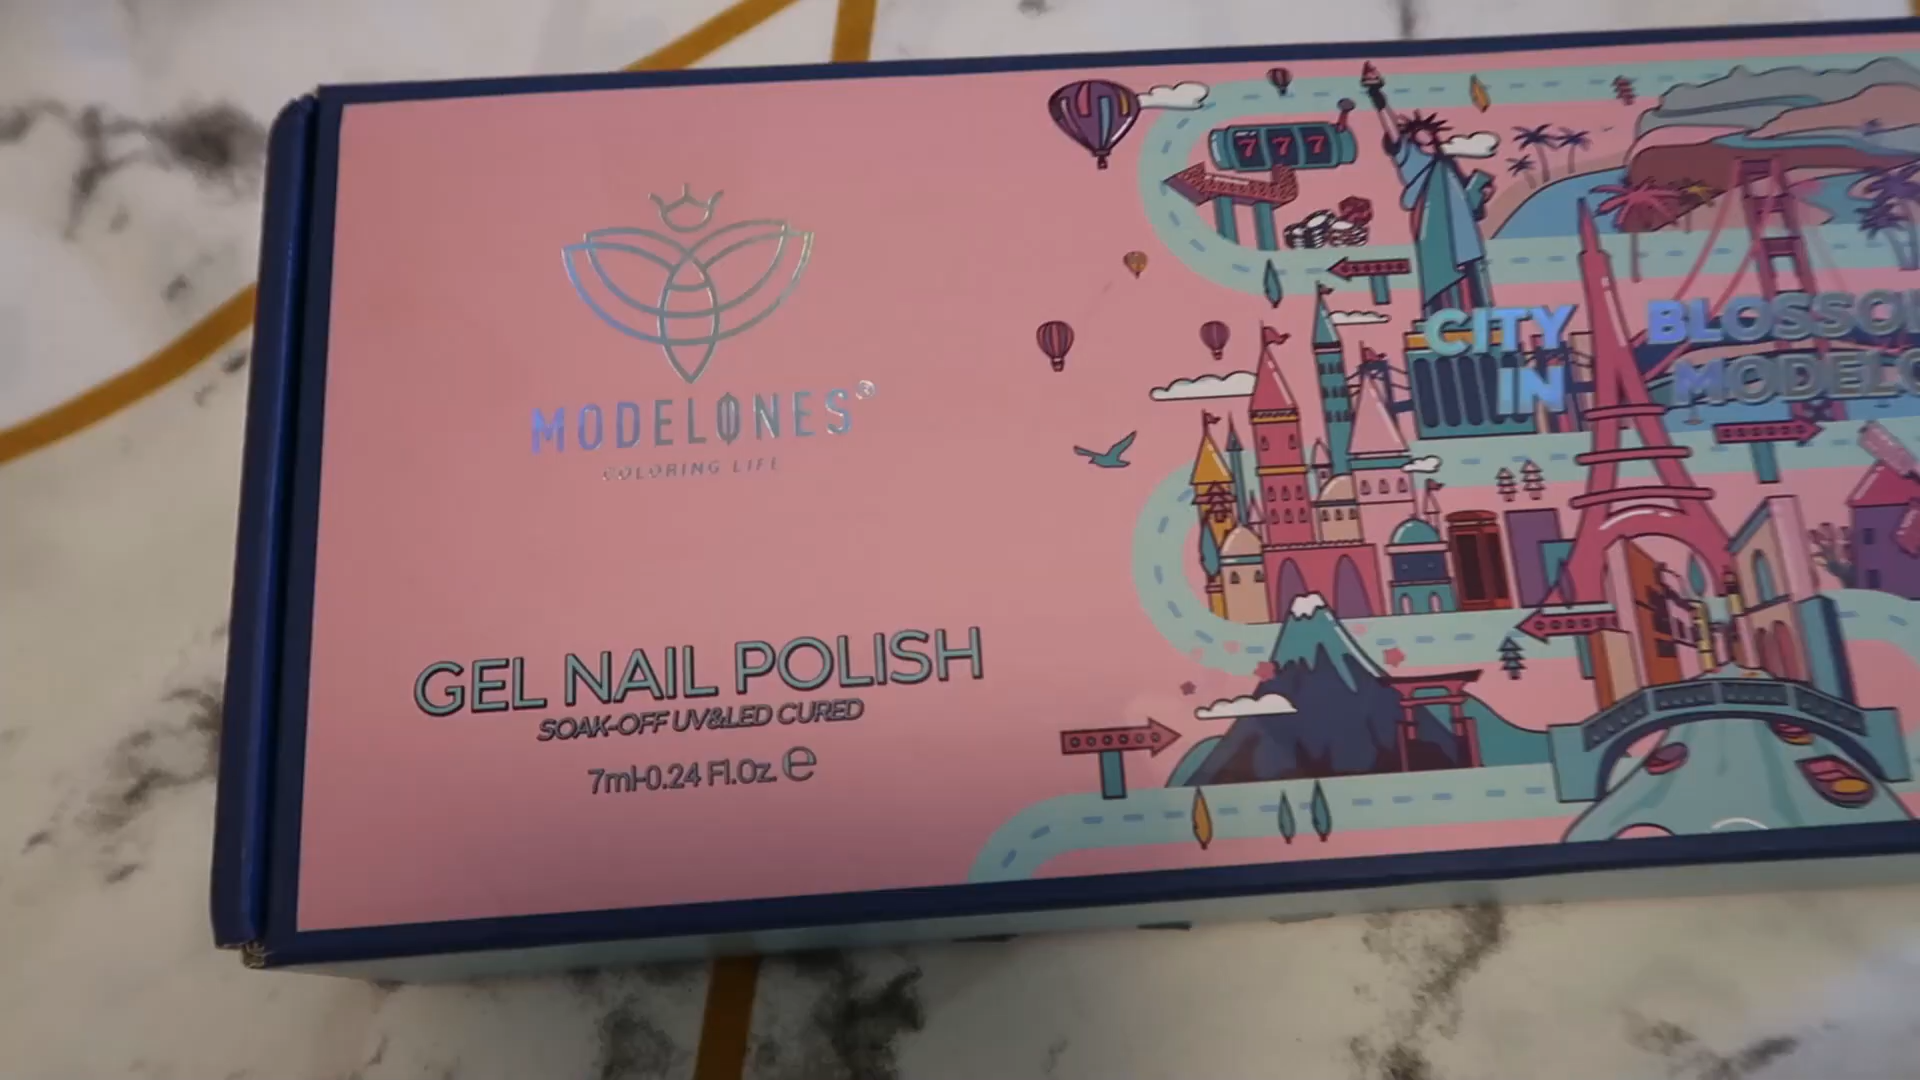 MODELONES®
COLORING LIFE
GEL NAIL POLISH
SOAK-OFF UV&LED CURED
7ml-0.24 Fl.Oz. ℮
777
CITY
IN